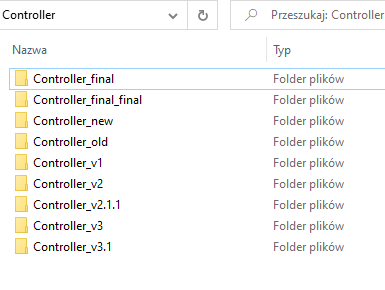 Controller
Przeszukaj: Controller
Nazwa Typ
Controller_final Folder plików
Controller_final_final Folder plików
Controller_new Folder plików
Controller_old Folder plików
Controller_v1 Folder plików
Controller_v2 Folder plików
Controller_v2.1.1 Folder plików
Controller_v3 Folder plików
Controller_v3.1 Folder plików